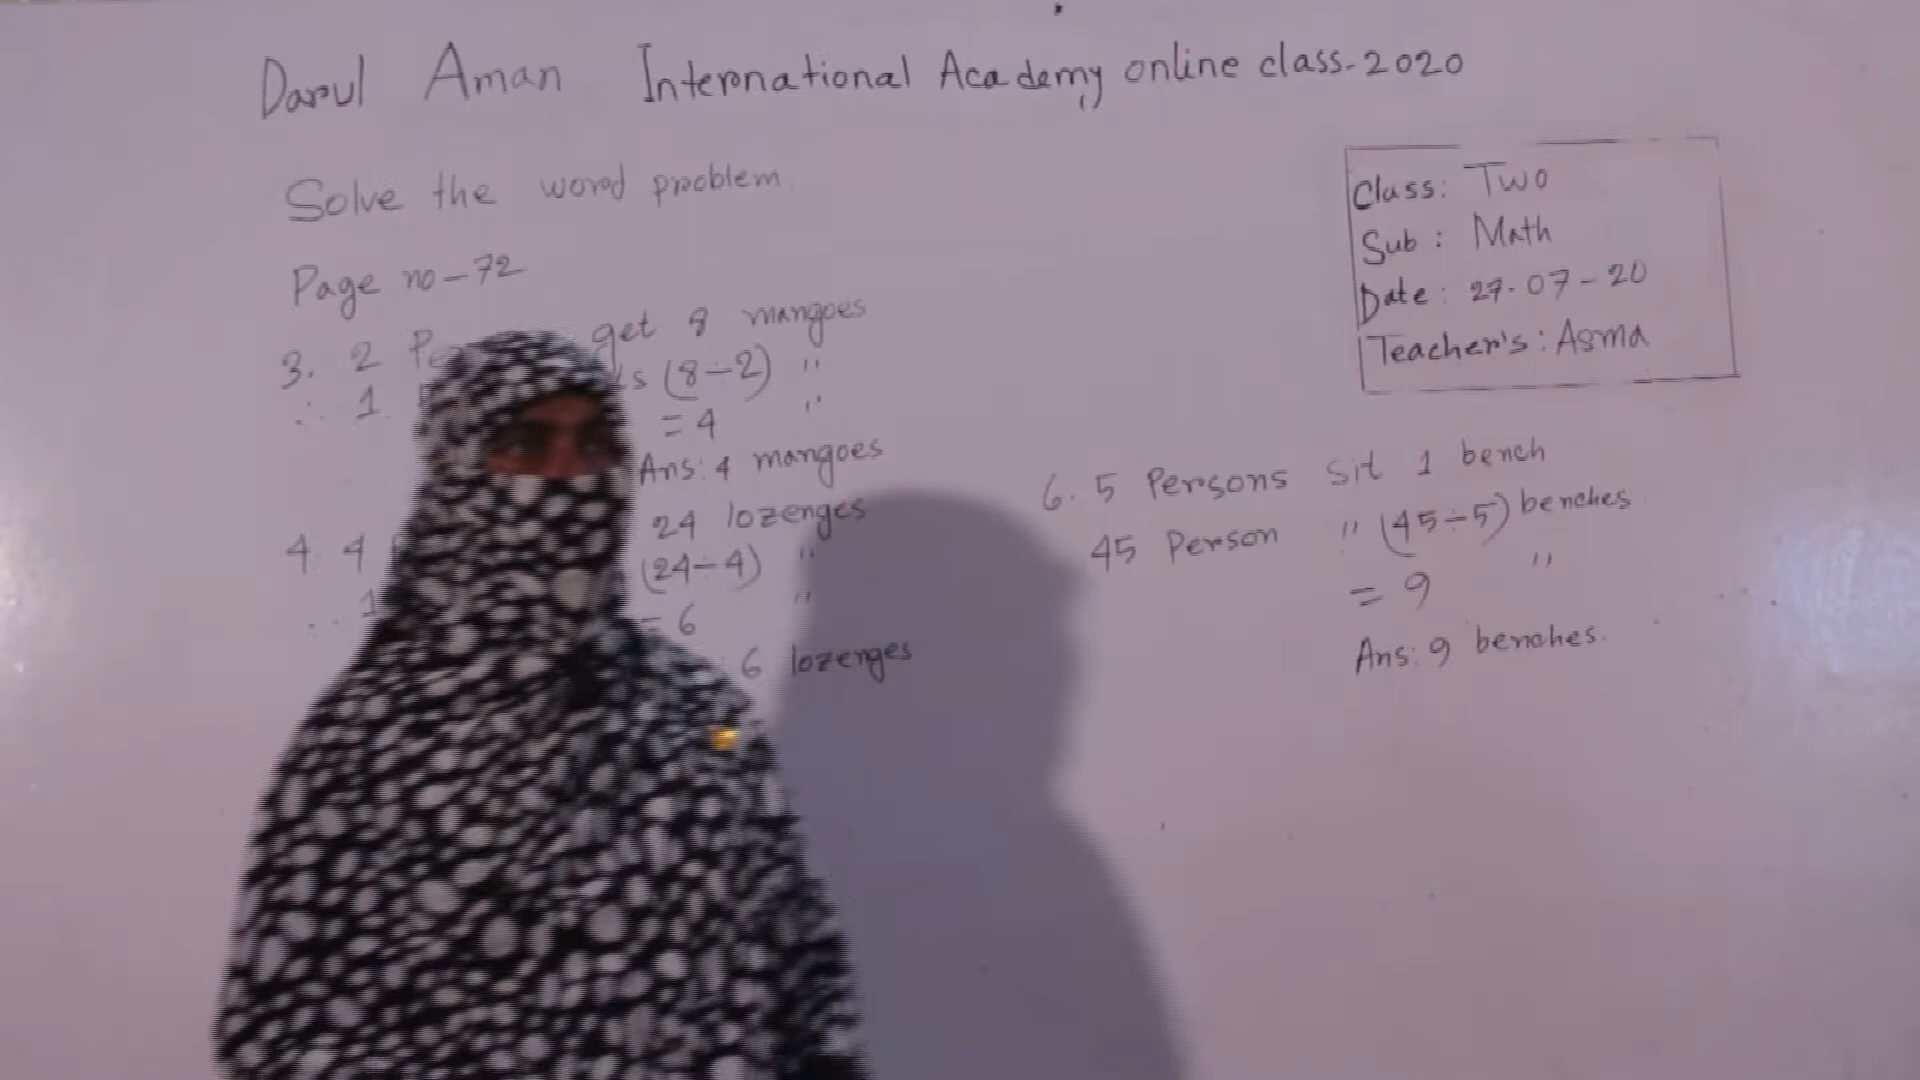 Darul Aman International Academy online class-2020
Solve the word problem.
Page no-72
3. 2 get 8 mangoes
∴ 1 (8÷2) "
= 4 "
Ans: 4 mangoes
4 4 24 lozenges
∴ 1 (24÷4) "
= 6 "
6 lozenges
Class: Two
Sub: Math
Date: 27-07-20
Teacher's: Asma
6. 5 Persons sit 1 bench
45 Person " (45÷5) benches
= 9 "
Ans: 9 benches.